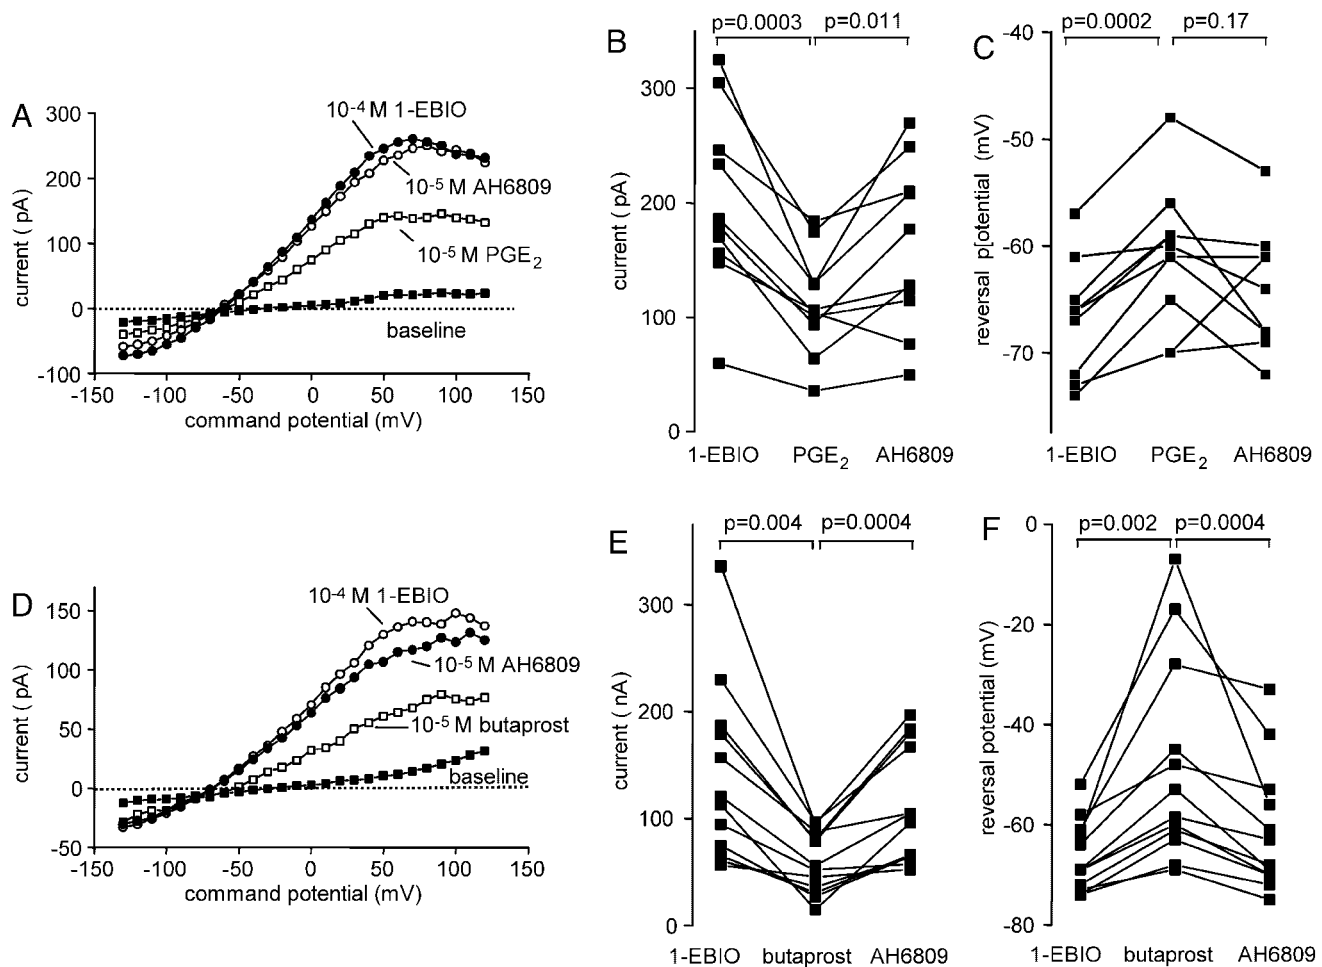 A
300
200
100
0
-100
current ( pA)
10-4 M 1-EBIO
10-5 M AH6809
10-5 M PGE2
baseline
-150 -100 -50 0 50 100 150
command potential (mV)
B
p=0.0003 p=0.011
300
200
100
0
current ( pA)
1-EBIO PGE2 AH6809
C
p=0.0002 p=0.17
-40
-50
-60
-70
reversal p[otential (mV)
1-EBIO PGE2 AH6809
D
150
100
50
0
-50
current ( pA)
10-4 M 1-EBIO
10-5 M AH6809
10-5 M butaprost
baseline
-150 -100 -50 0 50 100 150
command potential (mV)
E
p=0.004 p=0.0004
300
200
100
0
current ( nA)
1-EBIO butaprost AH6809
F
p=0.002 p=0.0004
0
-20
-40
-60
-80
reversal potential (mV)
1-EBIO butaprost AH6809